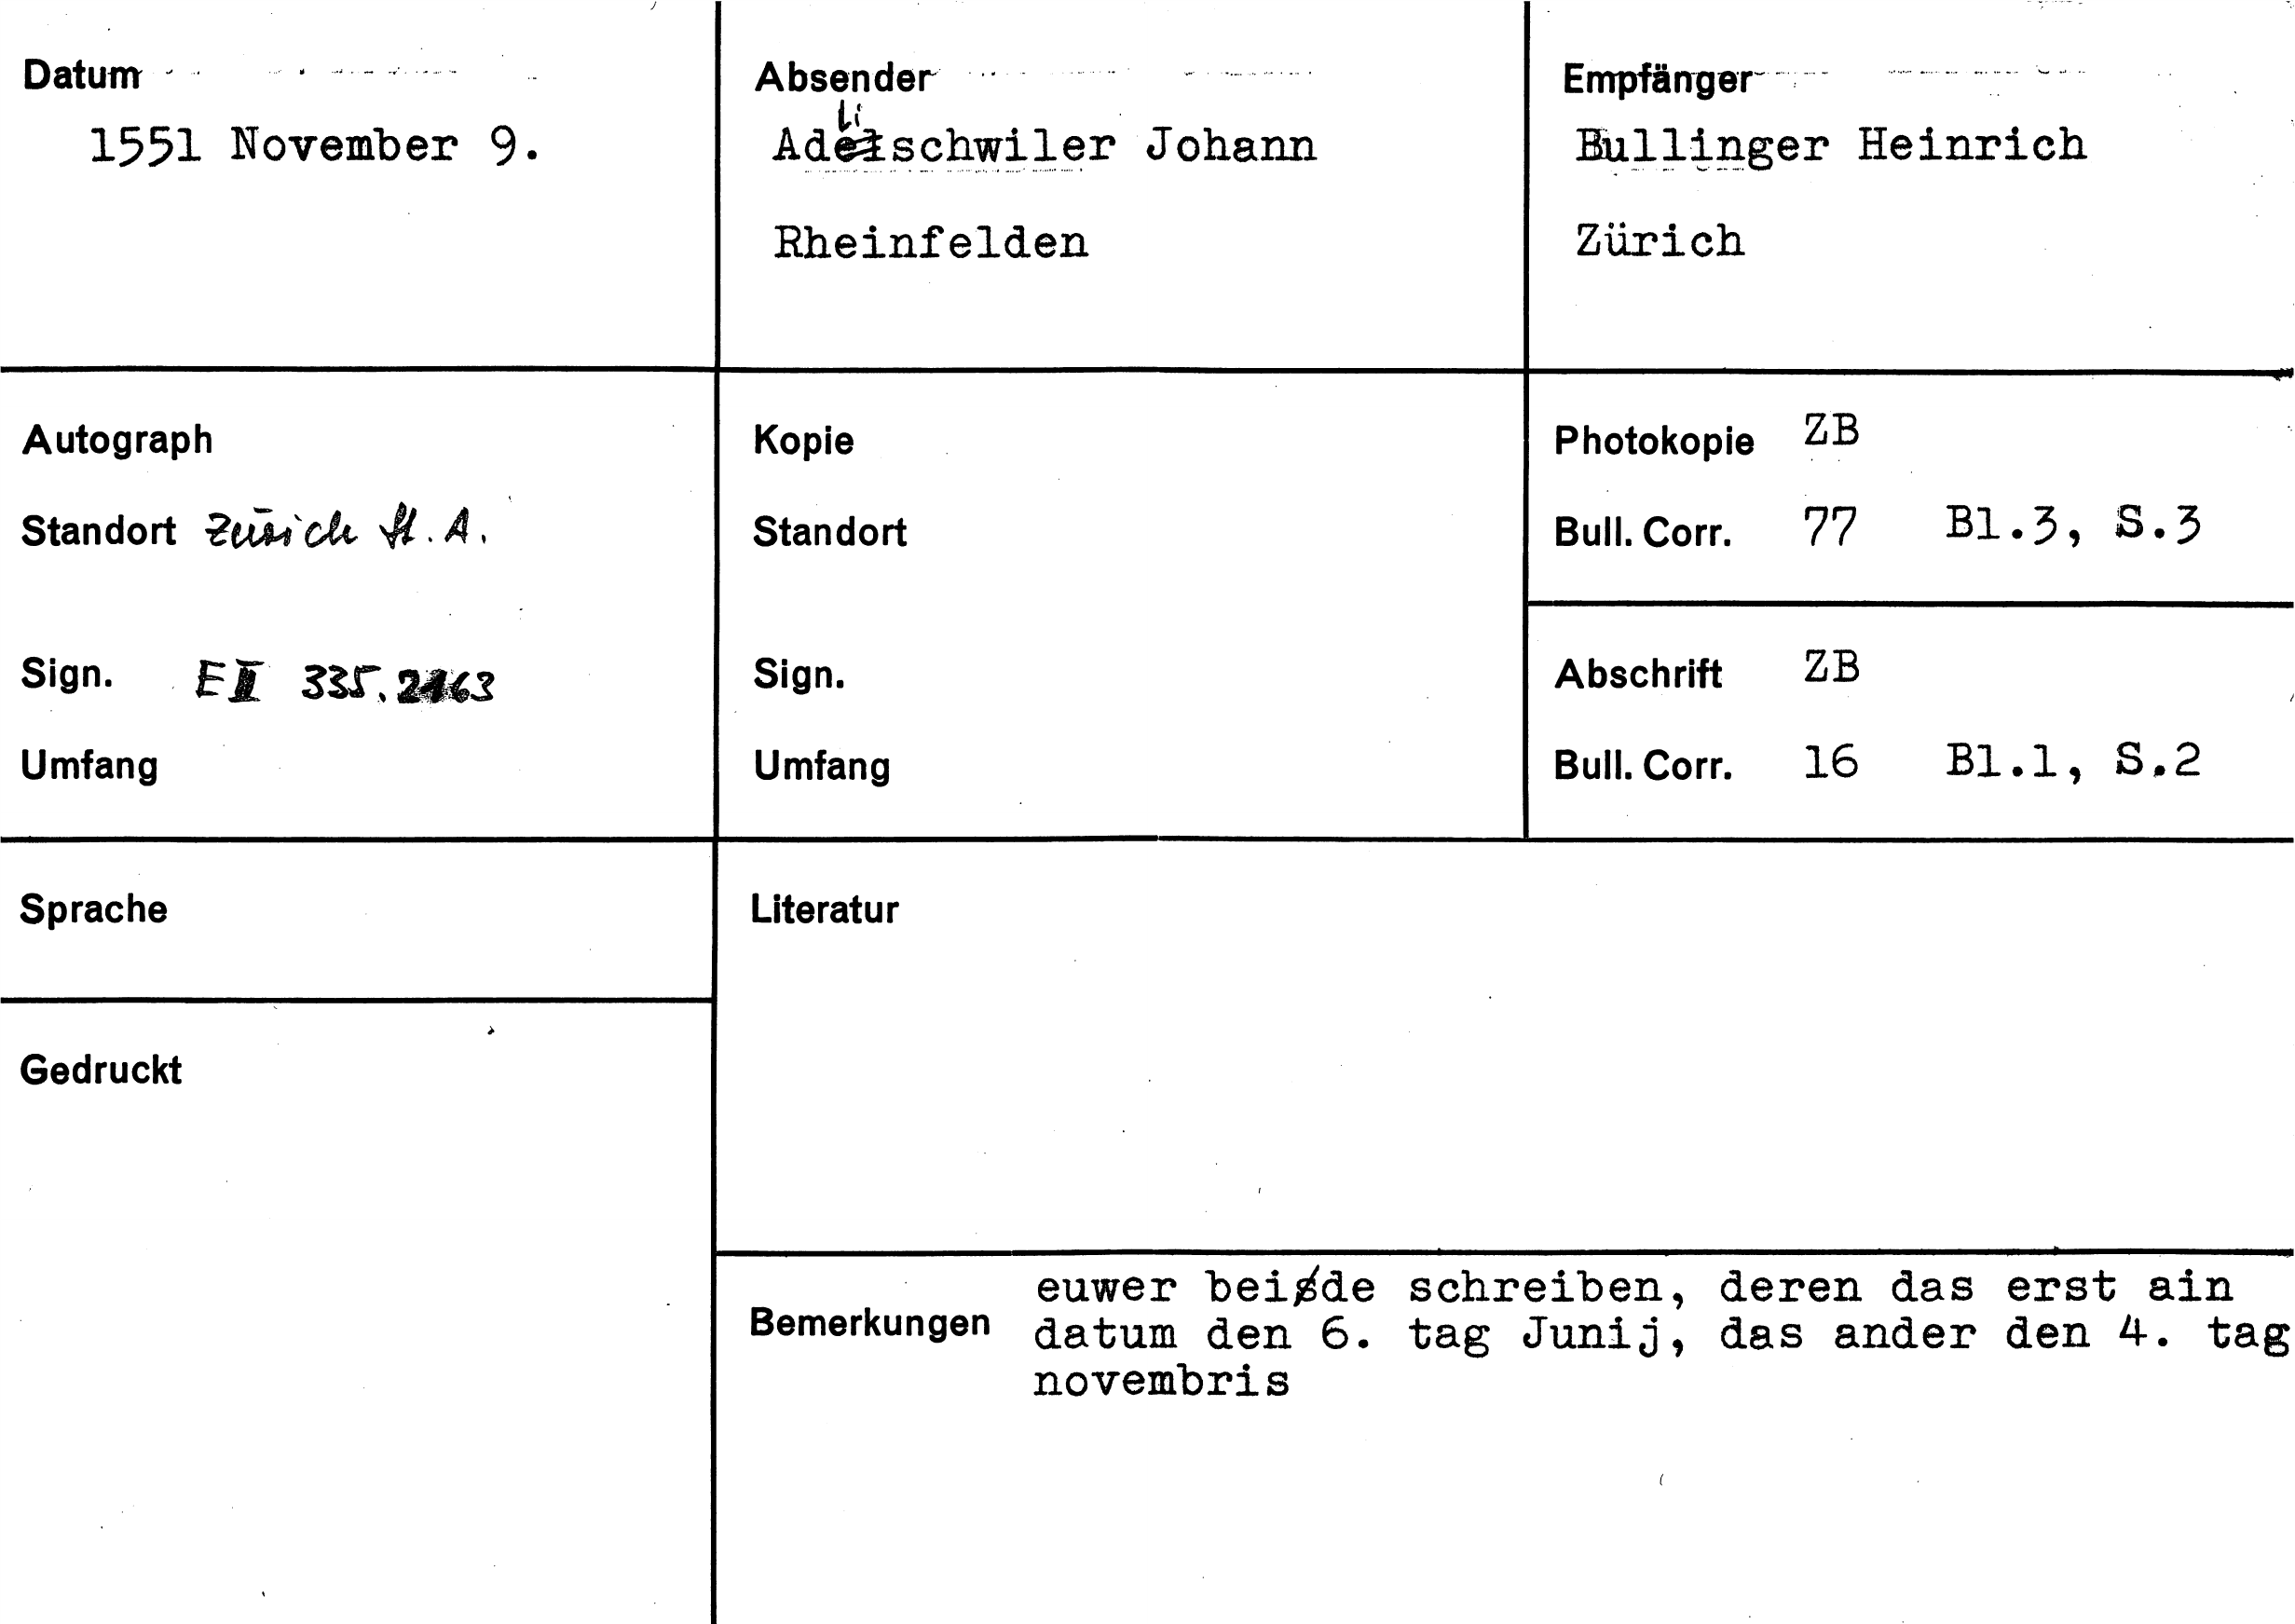 Datum
1551 November 9.
Absender
Adlischwiler Johann
Rheinfelden
Empfänger
Bullinger Heinrich
Zürich
Autograph
Standort Zürich St. A.
Sign. E II 335.2163
Umfang
Kopie
Standort
Sign.
Umfang
Photokopie ZB
Bull. Corr. 77 Bl.3, S.3
Abschrift ZB
Bull. Corr. 16 Bl.1, S.2
Sprache
Gedruckt
Literatur
Bemerkungen
euwer beide schreiben, deren das erst ain
datum den 6. tag Junij, das ander den 4. tag
novembris